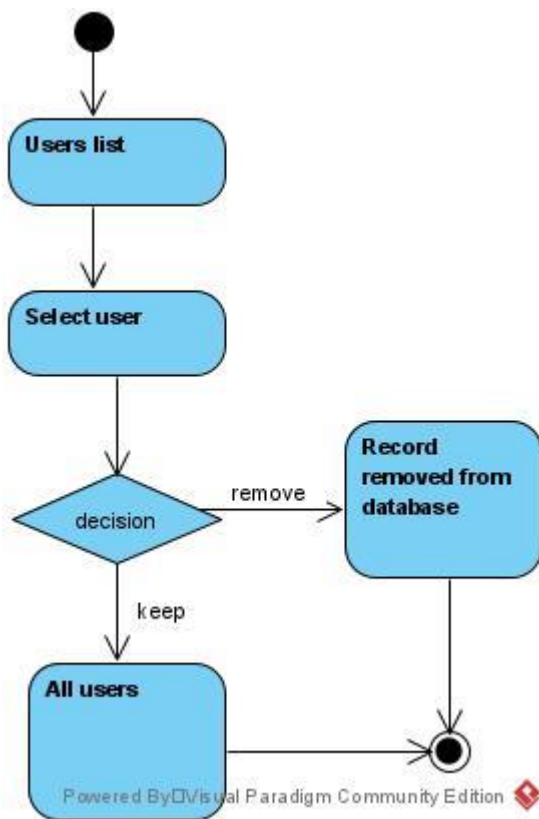 Users list
Select user
decision
remove
Record
removed from
database
keep
All users
Powered By□Visual Paradigm Community Edition